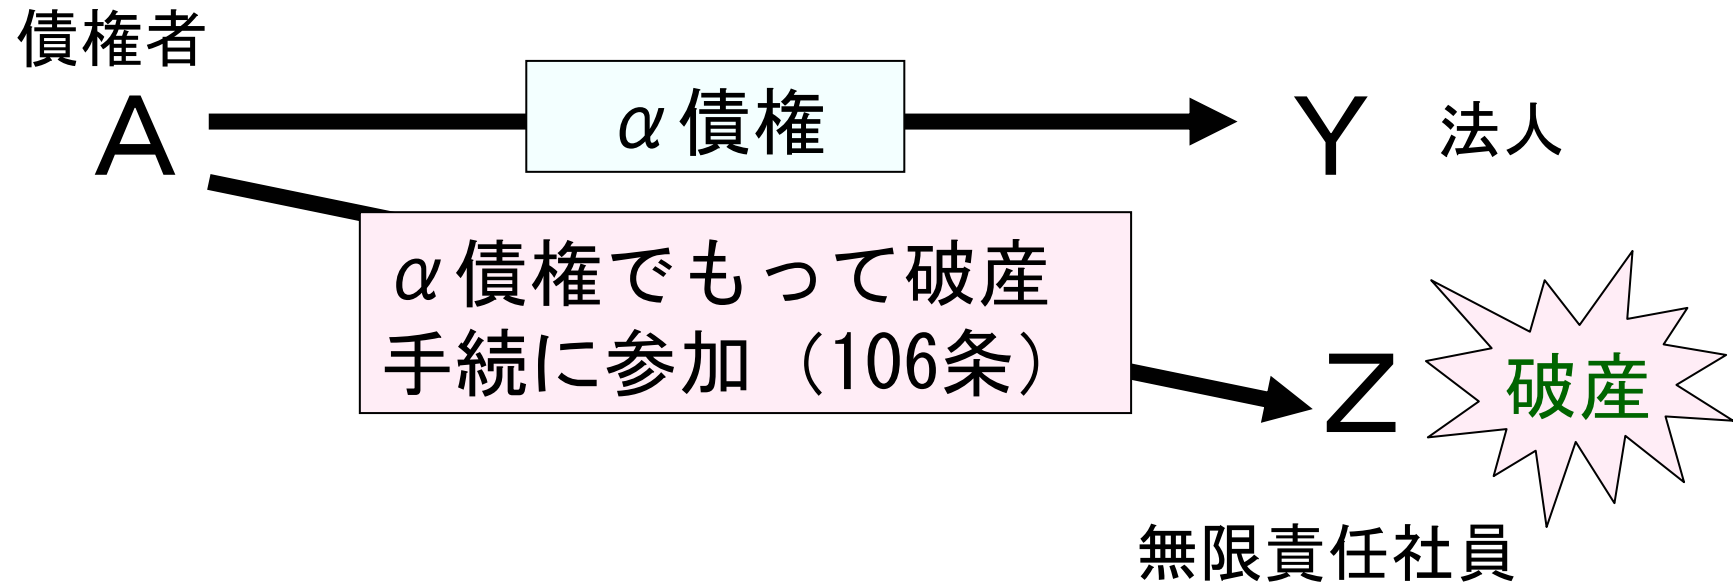 債権者
A
α債権
Y 法人
α債権でもって破産
手続に参加（106条）
Z
破産
無限責任社員